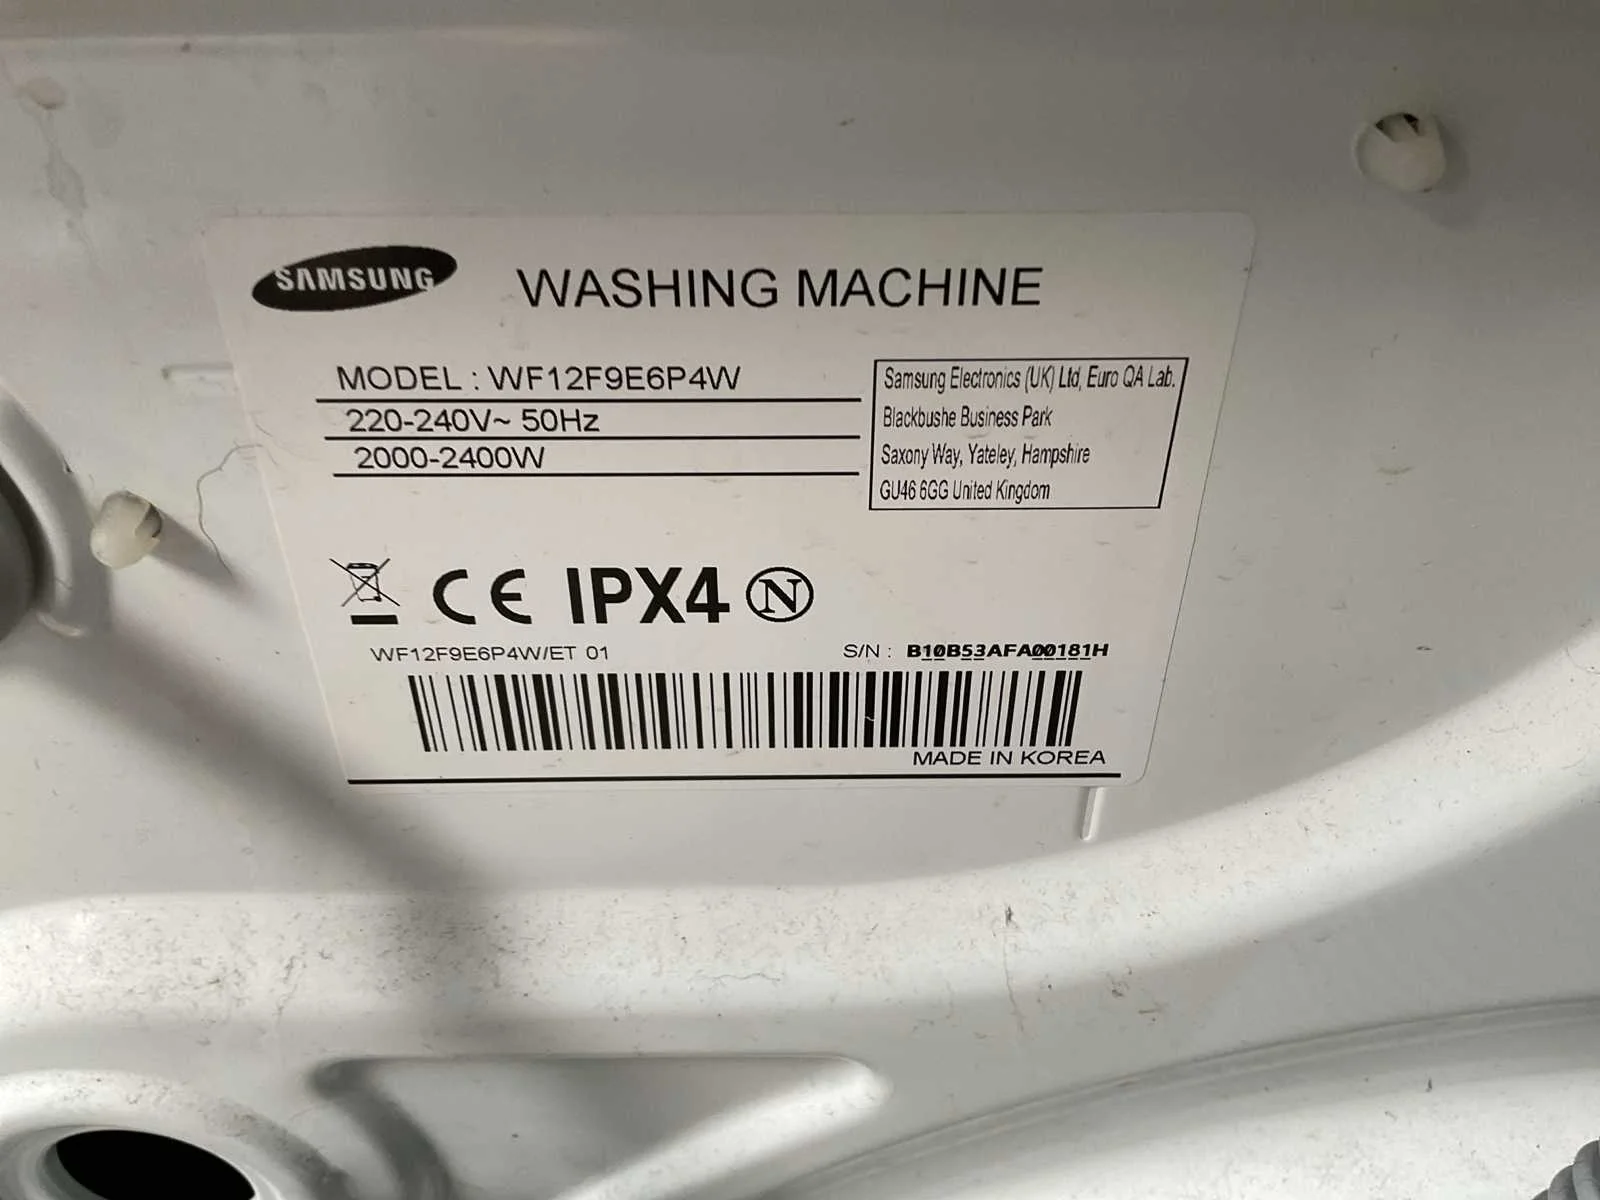 SAMSUNG WASHING MACHINE
MODEL : WF12F9E6P4W
220-240V~ 50Hz
2000-2400W
Samsung Electronics (UK) Ltd, Euro QA Lab.
Blackbushe Business Park
Saxony Way, Yateley, Hampshire
GU46 6GG United Kingdom
CE IPX4 N
WF12F9E6P4W/ET 01
S/N : B10B53AFA00181H
MADE IN KOREA